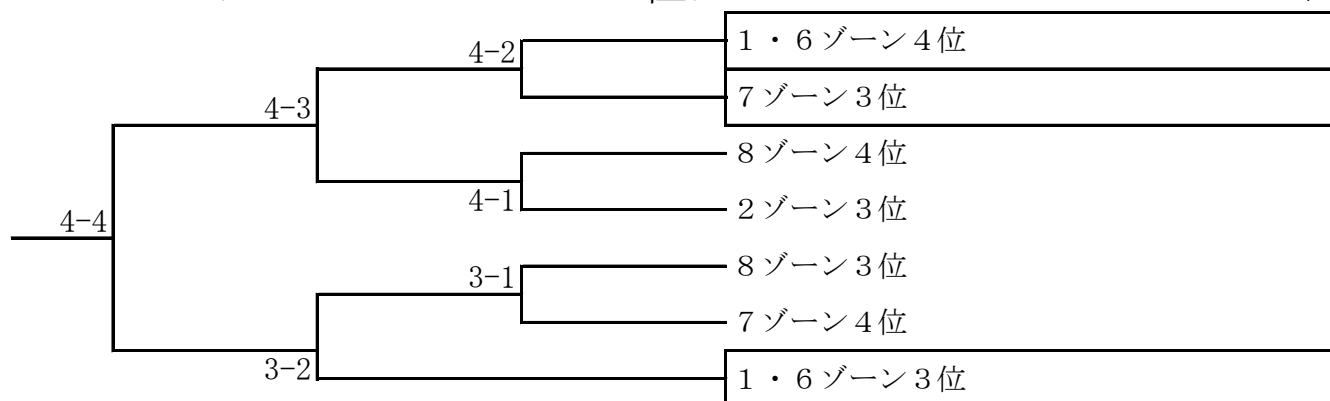 4-2
１・６ゾーン４位
７ゾーン３位
4-3
８ゾーン４位
4-1
２ゾーン３位
4-4
８ゾーン３位
3-1
７ゾーン４位
3-2
１・６ゾーン３位